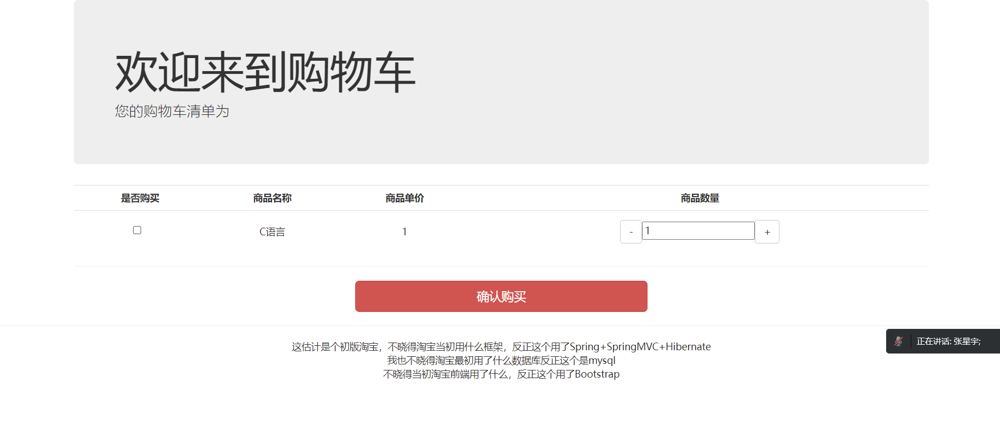 欢迎来到购物车
您的购物车清单为
是否购买 商品名称 商品单价 商品数量
C语言 1 - 1 +
确认购买
正在讲话: 张星宇;
这估计是个初版淘宝，不晓得淘宝当初用什么框架，反正这个用了Spring+SpringMVC+Hibernate
我也不晓得淘宝最初用了什么数据库反正这个是mysql
不晓得当初淘宝前端用了什么，反正这个用了Bootstrap